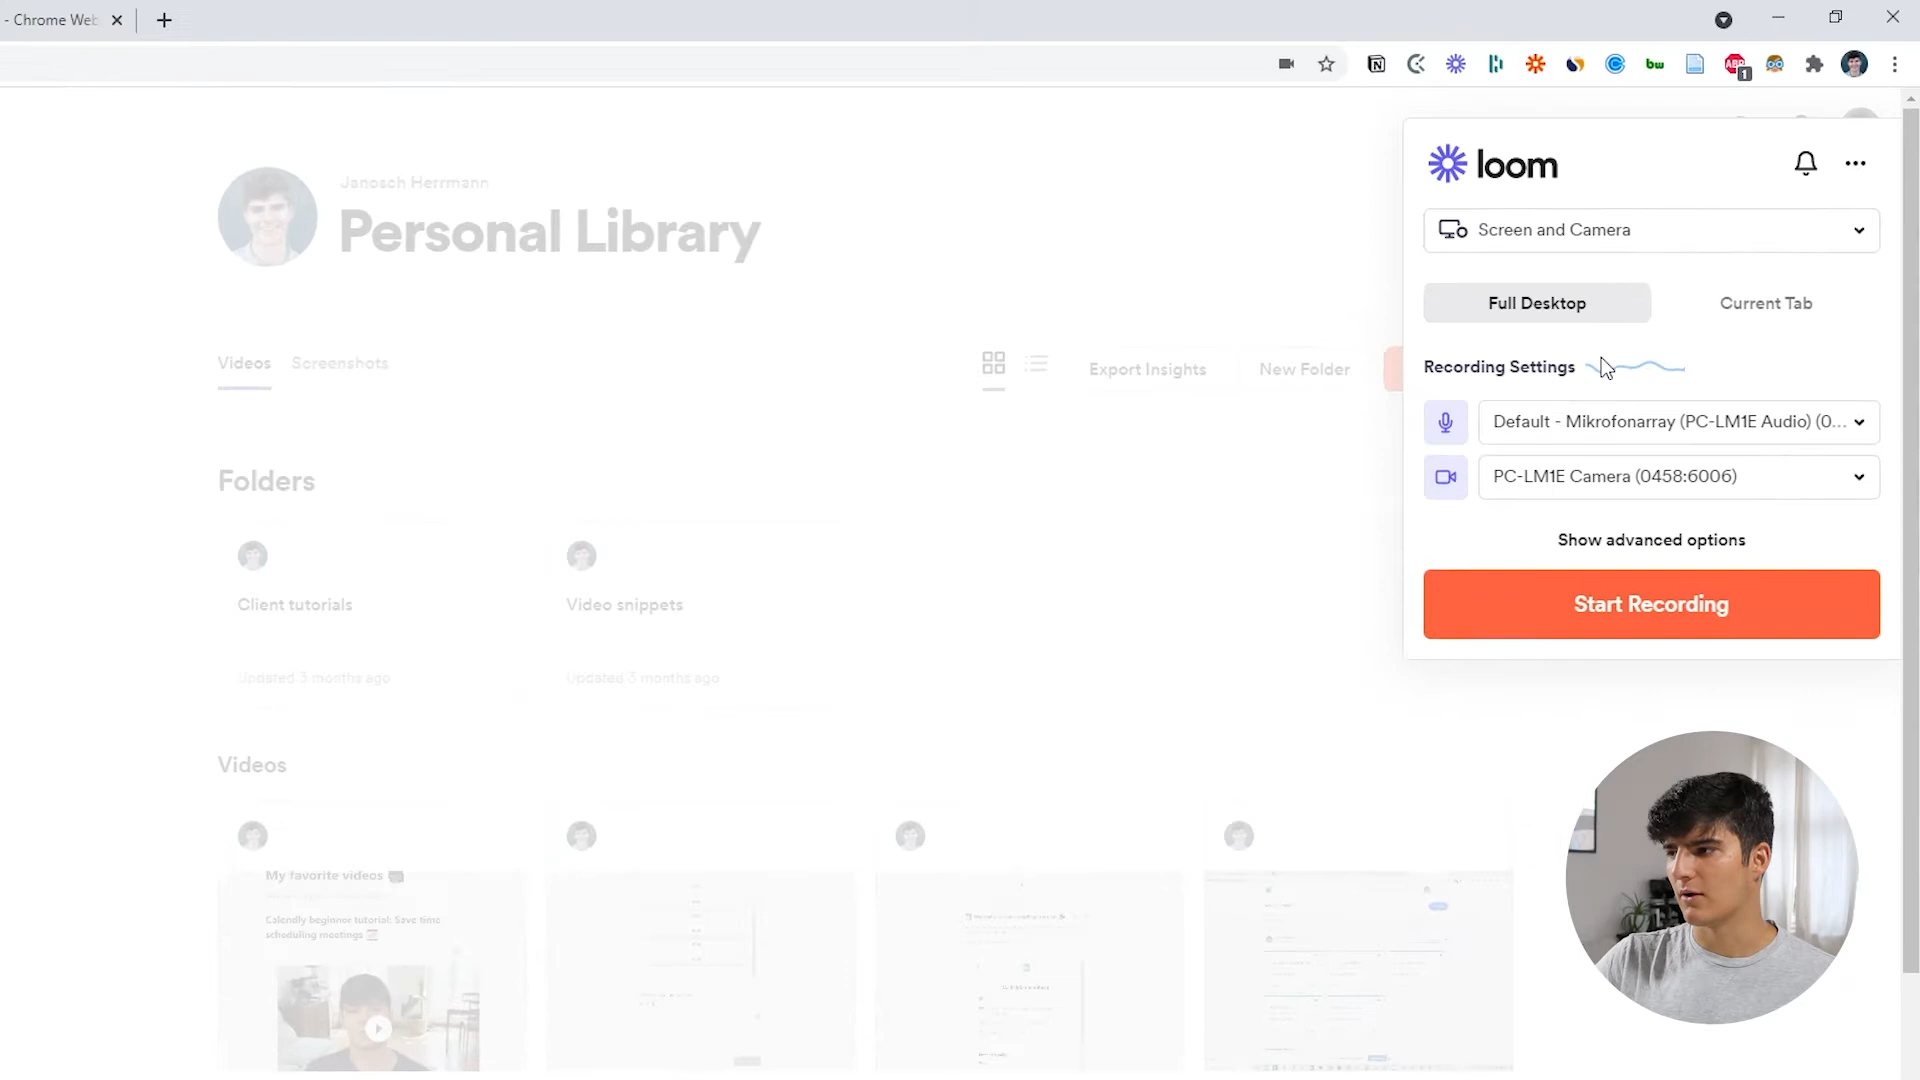 - Chrome Web
bw
ABP
1
loom
Screen and Camera
Full Desktop
Current Tab
Recording Settings
Default - Mikrofonarray (PC-LM1E Audio) (0...
PC-LM1E Camera (0458:6006)
Show advanced options
Start Recording
Janosch Herrmann
Personal Library
Videos
Screenshots
Export Insights
New Folder
Folders
Client tutorials
Updated 3 months ago
Video snippets
Updated 3 months ago
Videos
My favorite videos
Calendly beginner tutorial: Save time
scheduling meetings